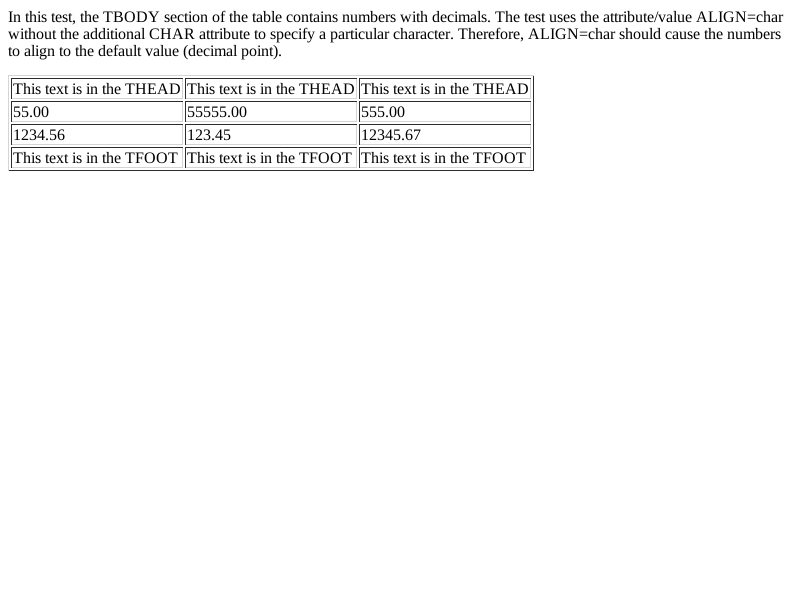 In this test, the TBODY section of the table contains numbers with decimals. The test uses the attribute/value ALIGN=char
without the additional CHAR attribute to specify a particular character. Therefore, ALIGN=char should cause the numbers
to align to the default value (decimal point).
This text is in the THEAD This text is in the THEAD This text is in the THEAD
55.00 55555.00 555.00
1234.56 123.45 12345.67
This text is in the TFOOT This text is in the TFOOT This text is in the TFOOT